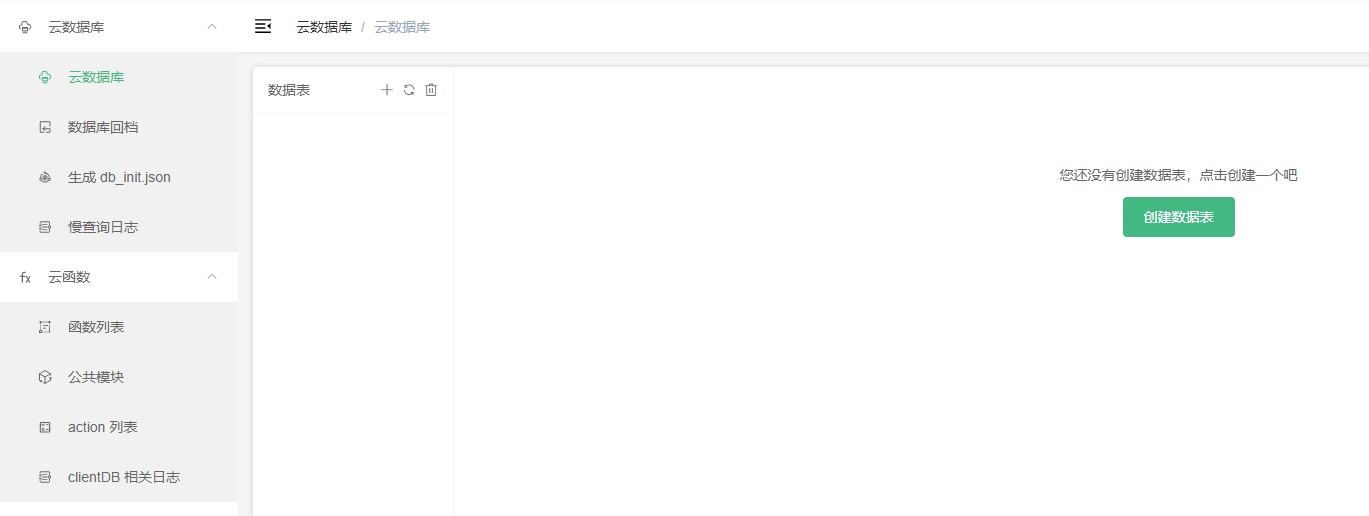 云数据库
云数据库 / 云数据库
云数据库
数据库回档
生成 db_init.json
慢查询日志
云函数
函数列表
公共模块
action 列表
clientDB 相关日志
数据表
您还没有创建数据表，点击创建一个吧
创建数据表